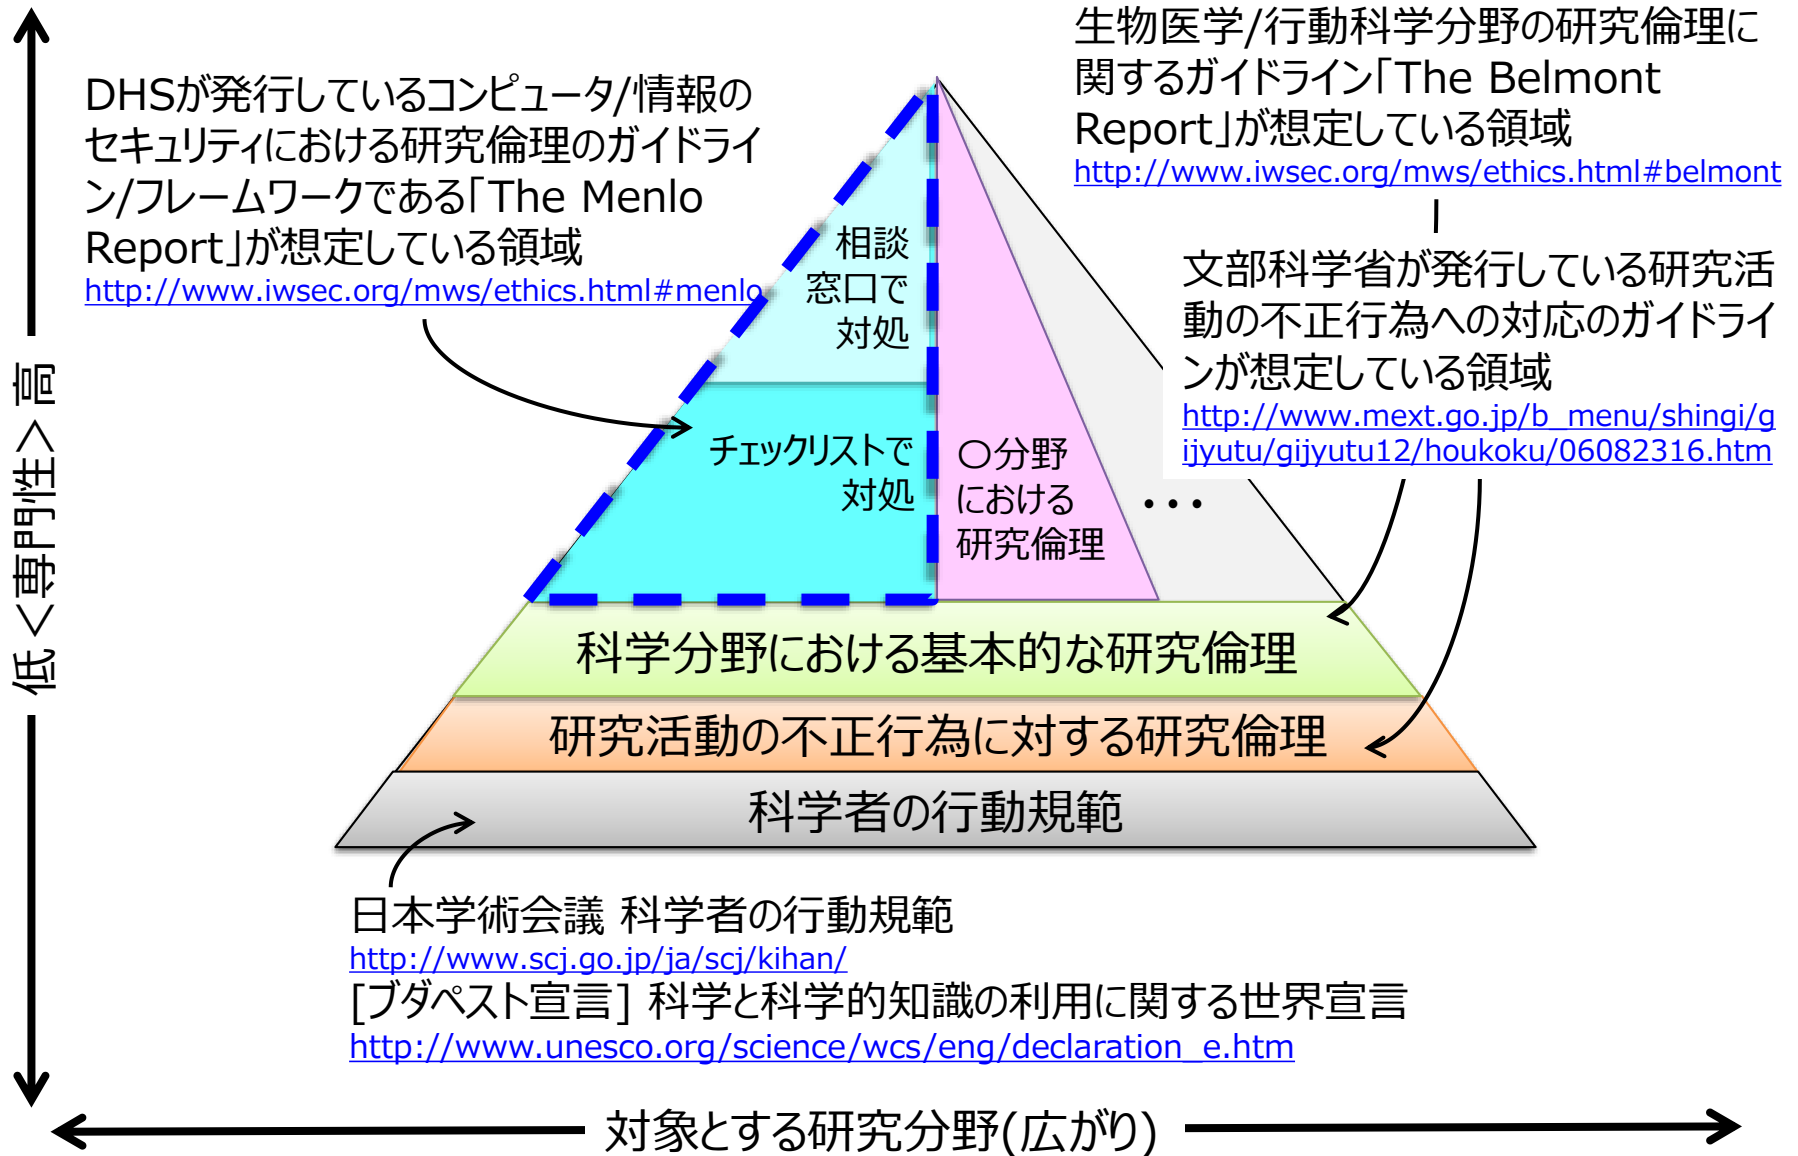 DHSが発行しているコンピュータ/情報の
セキュリティにおける研究倫理のガイドライ
ン/フレームワークである「The Menlo
Report」が想定している領域
http://www.iwsec.org/mws/ethics.html#menlo
生物医学/行動科学分野の研究倫理に
関するガイドライン「The Belmont
Report」が想定している領域
http://www.iwsec.org/mws/ethics.html#belmont
文部科学省が発行している研究活
動の不正行為への対応のガイドライ
ンが想定している領域
http://www.mext.go.jp/b_menu/shingi/g
ijyutu/gijyutu12/houkoku/06082316.htm
相談
窓口で
対処
チェックリストで
対処
〇分野
における
研究倫理
・・・
科学分野における基本的な研究倫理
研究活動の不正行為に対する研究倫理
科学者の行動規範
日本学術会議 科学者の行動規範
http://www.scj.go.jp/ja/scj/kihan/
[ブダペスト宣言] 科学と科学的知識の利用に関する世界宣言
http://www.unesco.org/science/wcs/eng/declaration_e.htm
低<専門性>高
対象とする研究分野(広がり)